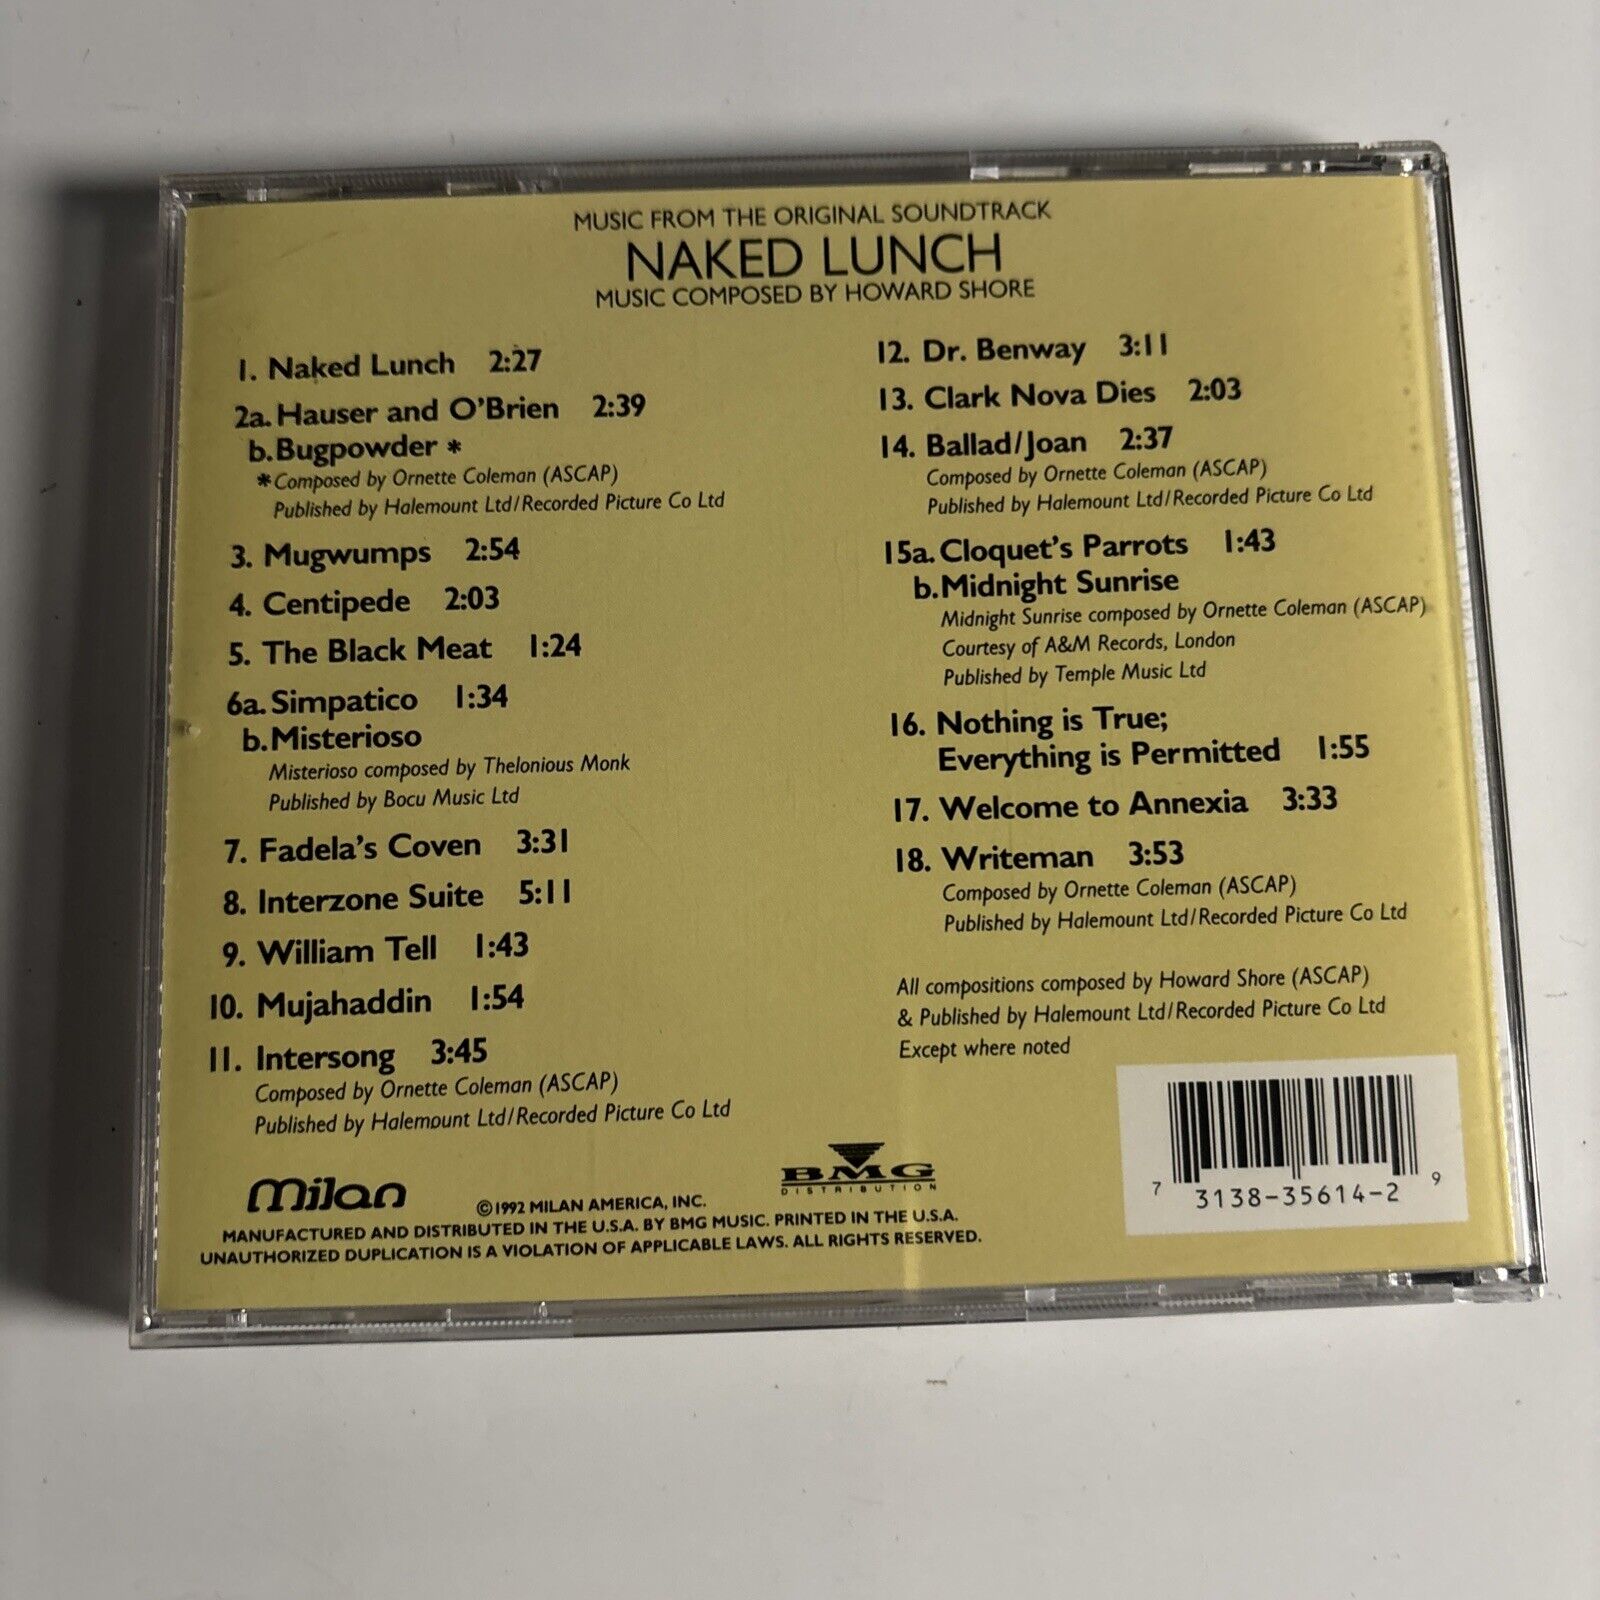 MUSIC FROM THE ORIGINAL SOUNDTRACK
NAKED LUNCH
MUSIC COMPOSED BY HOWARD SHORE
1. Naked Lunch 2:27
2a. Hauser and O'Brien 2:39
b. Bugpowder *
* Composed by Ornette Coleman (ASCAP)
Published by Halemount Ltd/Recorded Picture Co Ltd
3. Mugwumps 2:54
4. Centipede 2:03
5. The Black Meat 1:24
6a. Simpatico 1:34
b. Misterioso
Misterioso composed by Thelonious Monk
Published by Bocu Music Ltd
7. Fadela's Coven 3:31
8. Interzone Suite 5:11
9. William Tell 1:43
10. Mujahaddin 1:54
11. Intersong 3:45
Composed by Ornette Coleman (ASCAP)
Published by Halemount Ltd/Recorded Picture Co Ltd
12. Dr. Benway 3:11
13. Clark Nova Dies 2:03
14. Ballad/Joan 2:37
Composed by Ornette Coleman (ASCAP)
Published by Halemount Ltd/Recorded Picture Co Ltd
15a. Cloquet's Parrots 1:43
b. Midnight Sunrise
Midnight Sunrise composed by Ornette Coleman (ASCAP)
Courtesy of A&M Records, London
Published by Temple Music Ltd
16. Nothing is True;
Everything is Permitted 1:55
17. Welcome to Annexia 3:33
18. Writeman 3:53
Composed by Ornette Coleman (ASCAP)
Published by Halemount Ltd/Recorded Picture Co Ltd
All compositions composed by Howard Shore (ASCAP)
& Published by Halemount Ltd/Recorded Picture Co Ltd
Except where noted
milan
BMG
DISTRIBUTION
©1992 MILAN AMERICA, INC.
MANUFACTURED AND DISTRIBUTED IN THE U.S.A. BY BMG MUSIC. PRINTED IN THE U.S.A.
UNAUTHORIZED DUPLICATION IS A VIOLATION OF APPLICABLE LAWS. ALL RIGHTS RESERVED.
7 3138-35614-2 9